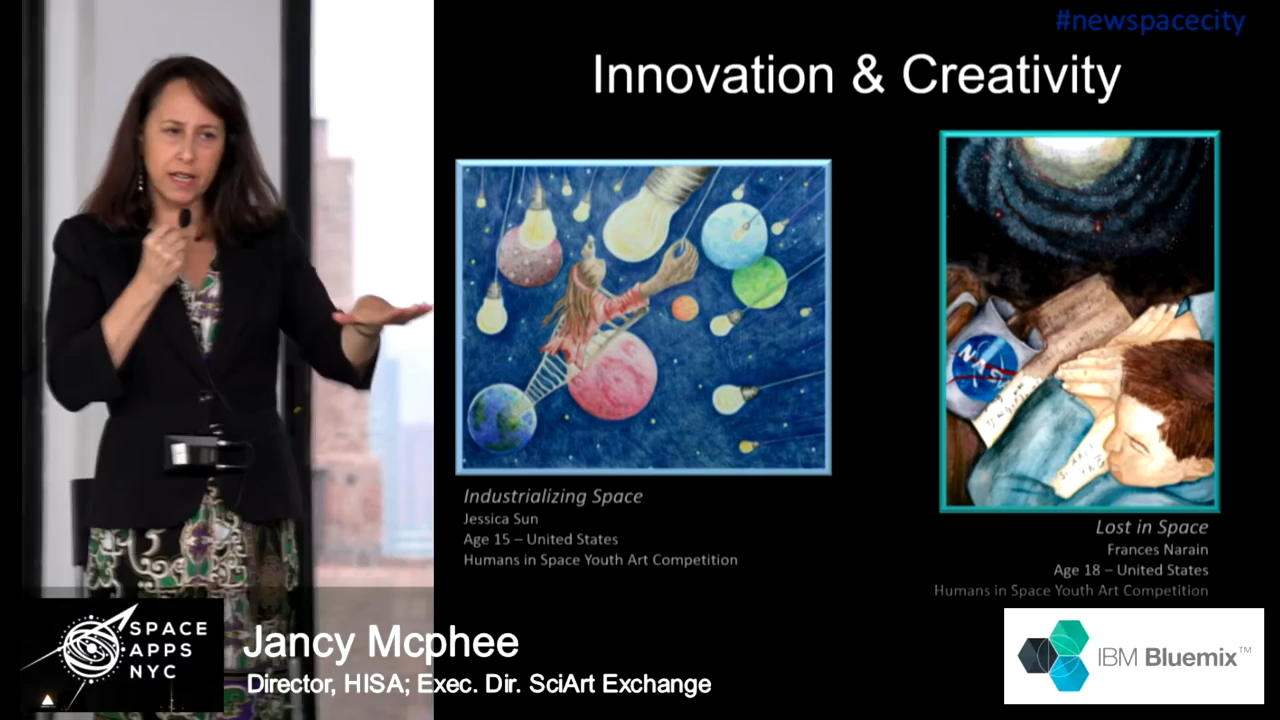 #newspacecity
Innovation & Creativity
NAS
Industrializing Space
Jessica Sun
Age 15 – United States
Humans in Space Youth Art Competition
Lost in Space
Frances Narain
Age 18 – United States
Humans in Space Youth Art Competition
SPACE
APPS
NYC
Jancy Mcphee
Director, HISA; Exec. Dir. SciArt Exchange
IBM Bluemix™